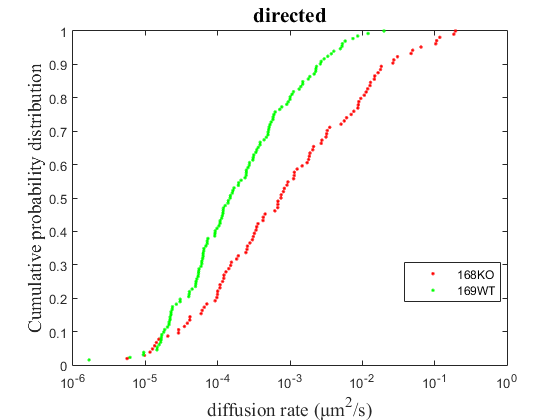 directed
Cumulative probability distribution
1
0.9
0.8
0.7
0.6
0.5
0.4
0.3
0.2
0.1
0
168KO
169WT
10^-6 10^-5 10^-4 10^-3 10^-2 10^-1 10^0
diffusion rate (μm^2/s)